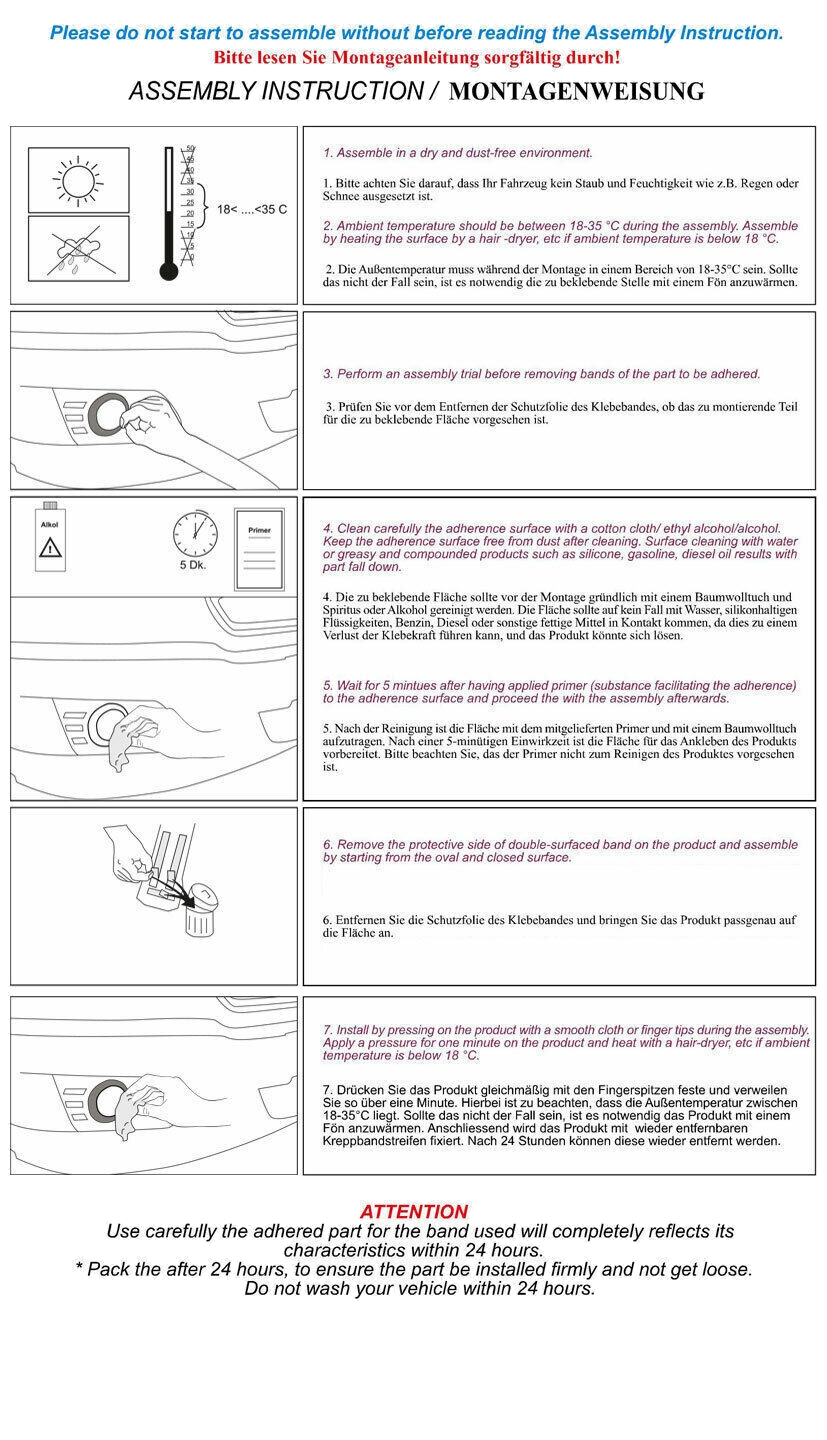 Please do not start to assemble without before reading the Assembly Instruction.
Bitte lesen Sie Montageanleitung sorgfältig durch!
ASSEMBLY INSTRUCTION / MONTAGENWEISUNG
50
45
40
35
30
25
20
15
10
5
0
18< ....<35 C
1. Assemble in a dry and dust-free environment.
1. Bitte achten Sie darauf, dass Ihr Fahrzeug kein Staub und Feuchtigkeit wie z.B. Regen oder
Schnee ausgesetzt ist.
2. Ambient temperature should be between 18-35 °C during the assembly. Assemble
by heating the surface by a hair -dryer, etc if ambient temperature is below 18 °C.
2. Die Außentemperatur muss während der Montage in einem Bereich von 18-35°C sein. Sollte
das nicht der Fall sein, ist es notwendig die zu beklebende Stelle mit einem Fön anzuwärmen.
3. Perform an assembly trial before removing bands of the part to be adhered.
3. Prüfen Sie vor dem Entfernen der Schutzfolie des Klebebandes, ob das zu montierende Teil
für die zu beklebende Fläche vorgesehen ist.
Alkol
5 Dk.
Primer
4. Clean carefully the adherence surface with a cotton cloth/ ethyl alcohol/alcohol.
Keep the adherence surface free from dust after cleaning. Surface cleaning with water
or greasy and compounded products such as silicone, gasoline, diesel oil results with
part fall down.
4. Die zu beklebende Fläche sollte vor der Montage gründlich mit einem Baumwolltuch und
Spiritus oder Alkohol gereinigt werden. Die Fläche sollte auf kein Fall mit Wasser, silikonhaltigen
Flüssigkeiten, Benzin, Diesel oder sonstige fettige Mittel in Kontakt kommen, da dies zu einem
Verlust der Klebekraft führen kann, und das Produkt könnte sich lösen.
5. Wait for 5 mintues after having applied primer (substance facilitating the adherence)
to the adherence surface and proceed the with the assembly afterwards.
5. Nach der Reinigung ist die Fläche mit dem mitgelieferten Primer und mit einem Baumwolltuch
aufzutragen. Nach einer 5-minütigen Einwirkzeit ist die Fläche für das Ankleben des Produkts
vorbereitet. Bitte beachten Sie, das der Primer nicht zum Reinigen des Produktes vorgesehen
ist.
6. Remove the protective side of double-surfaced band on the product and assemble
by starting from the oval and closed surface.
6. Entfernen Sie die Schutzfolie des Klebebandes und bringen Sie das Produkt passgenau auf
die Fläche an.
7. Install by pressing on the product with a smooth cloth or finger tips during the assembly.
Apply a pressure for one minute on the product and heat with a hair-dryer, etc if ambient
temperature is below 18 °C.
7. Drücken Sie das Produkt gleichmäßig mit den Fingerspitzen feste und verweilen
Sie so über eine Minute. Hierbei ist zu beachten, dass die Außentemperatur zwischen
18-35°C liegt. Sollte das nicht der Fall sein, ist es notwendig das Produkt mit einem
Fön anzuwärmen. Anschliessend wird das Produkt mit wieder entfernbaren
Kreppbandstreifen fixiert. Nach 24 Stunden können diese wieder entfernt werden.
ATTENTION
Use carefully the adhered part for the band used will completely reflects its
characteristics within 24 hours.
* Pack the after 24 hours, to ensure the part be installed firmly and not get loose.
Do not wash your vehicle within 24 hours.